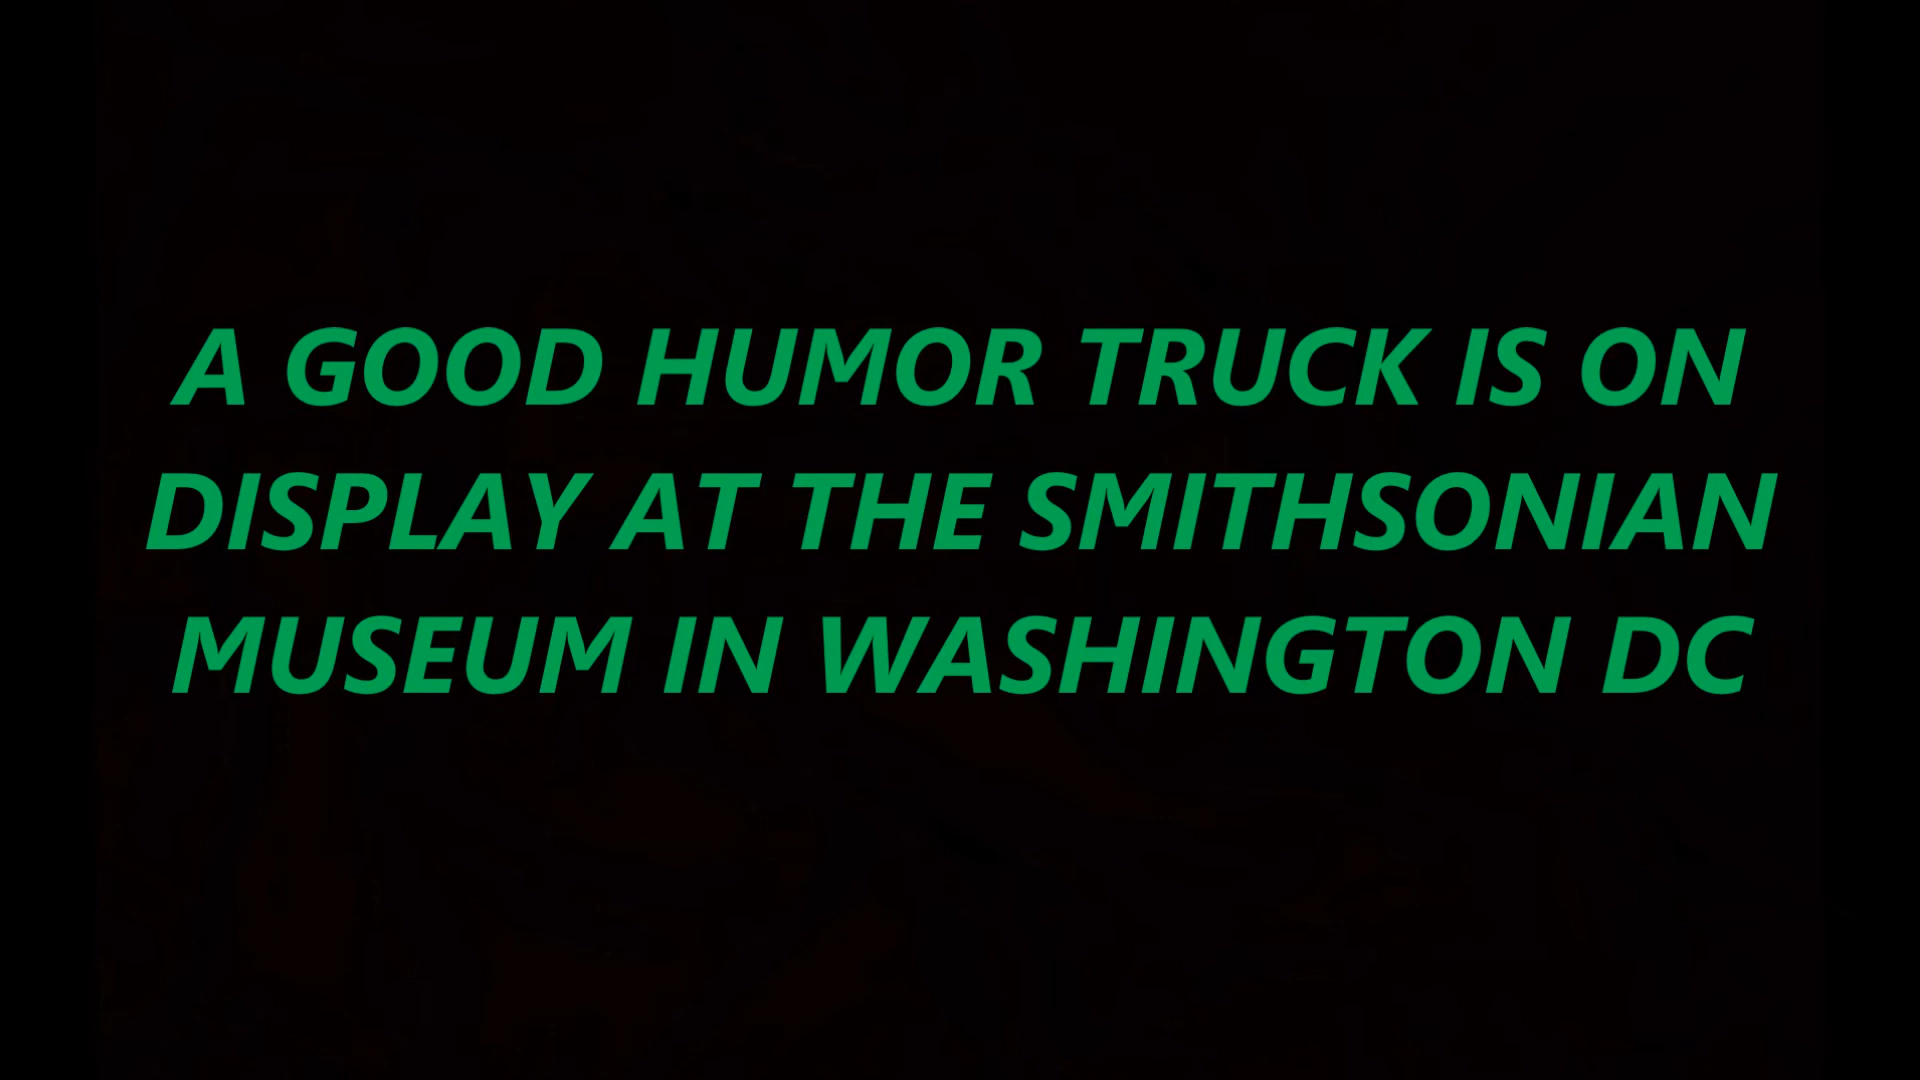 A GOOD HUMOR TRUCK IS ON
DISPLAY AT THE SMITHSONIAN
MUSEUM IN WASHINGTON DC